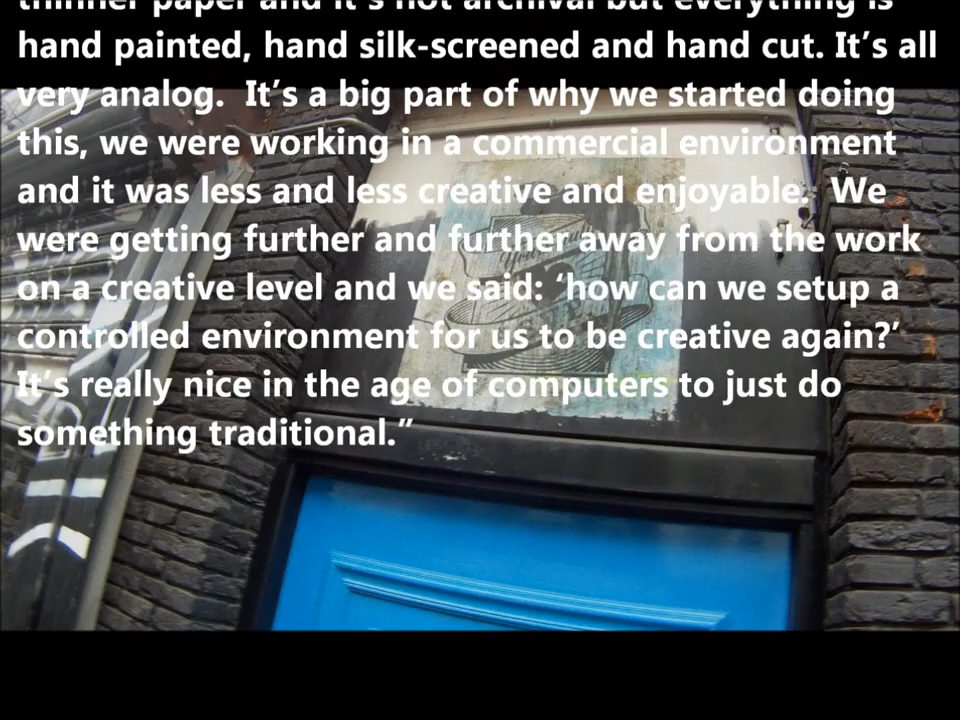 thinner paper and it's not archival but everything is
hand painted, hand silk-screened and hand cut. It’s all
very analog.  It’s a big part of why we started doing
this, we were working in a commercial environment
and it was less and less creative and enjoyable.  We
were getting further and further away from the work
on a creative level and we said: ‘how can we setup a
controlled environment for us to be creative again?’
It’s really nice in the age of computers to just do
something traditional.”